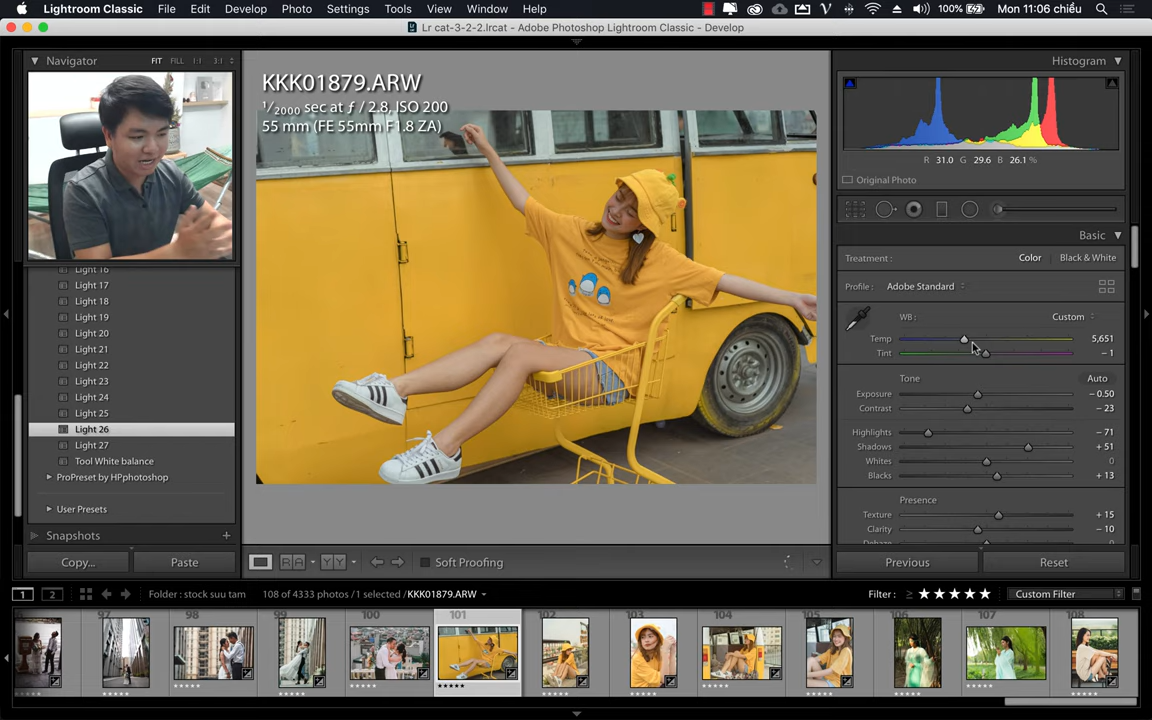 Lightroom Classic File Edit Develop Photo Settings Tools View Window Help 100% Mon 11:06 chiều
Lr cat-3-2-2.lrcat - Adobe Photoshop Lightroom Classic - Develop
Navigator FIT FILL 1:1 3:1
KKK01879.ARW
1/2000 sec at ƒ / 2.8, ISO 200
55 mm (FE 55mm F1.8 ZA)
Light 16
Light 17
Light 18
Light 19
Light 20
Light 21
Light 22
Light 23
Light 24
Light 25
Light 26
Light 27
Tool White balance
ProPreset by HPphotoshop
User Presets
Snapshots +
Copy... Paste
Soft Proofing
Histogram
R 31.0 G 29.6 B 26.1 %
Original Photo
Basic
Treatment : Color Black & White
Profile : Adobe Standard
WB : Custom
Temp 5,651
Tint − 1
Tone Auto
Exposure − 0.50
Contrast − 23
Highlights − 71
Shadows + 51
Whites 0
Blacks + 13
Presence
Texture + 15
Clarity − 10
Previous Reset
1 2 Folder : stock suu tam 108 of 4333 photos / 1 selected / KKK01879.ARW Filter : ≥ ★★★★★ Custom Filter
97 98 99 100 101 102 103 104 105 106 107 108